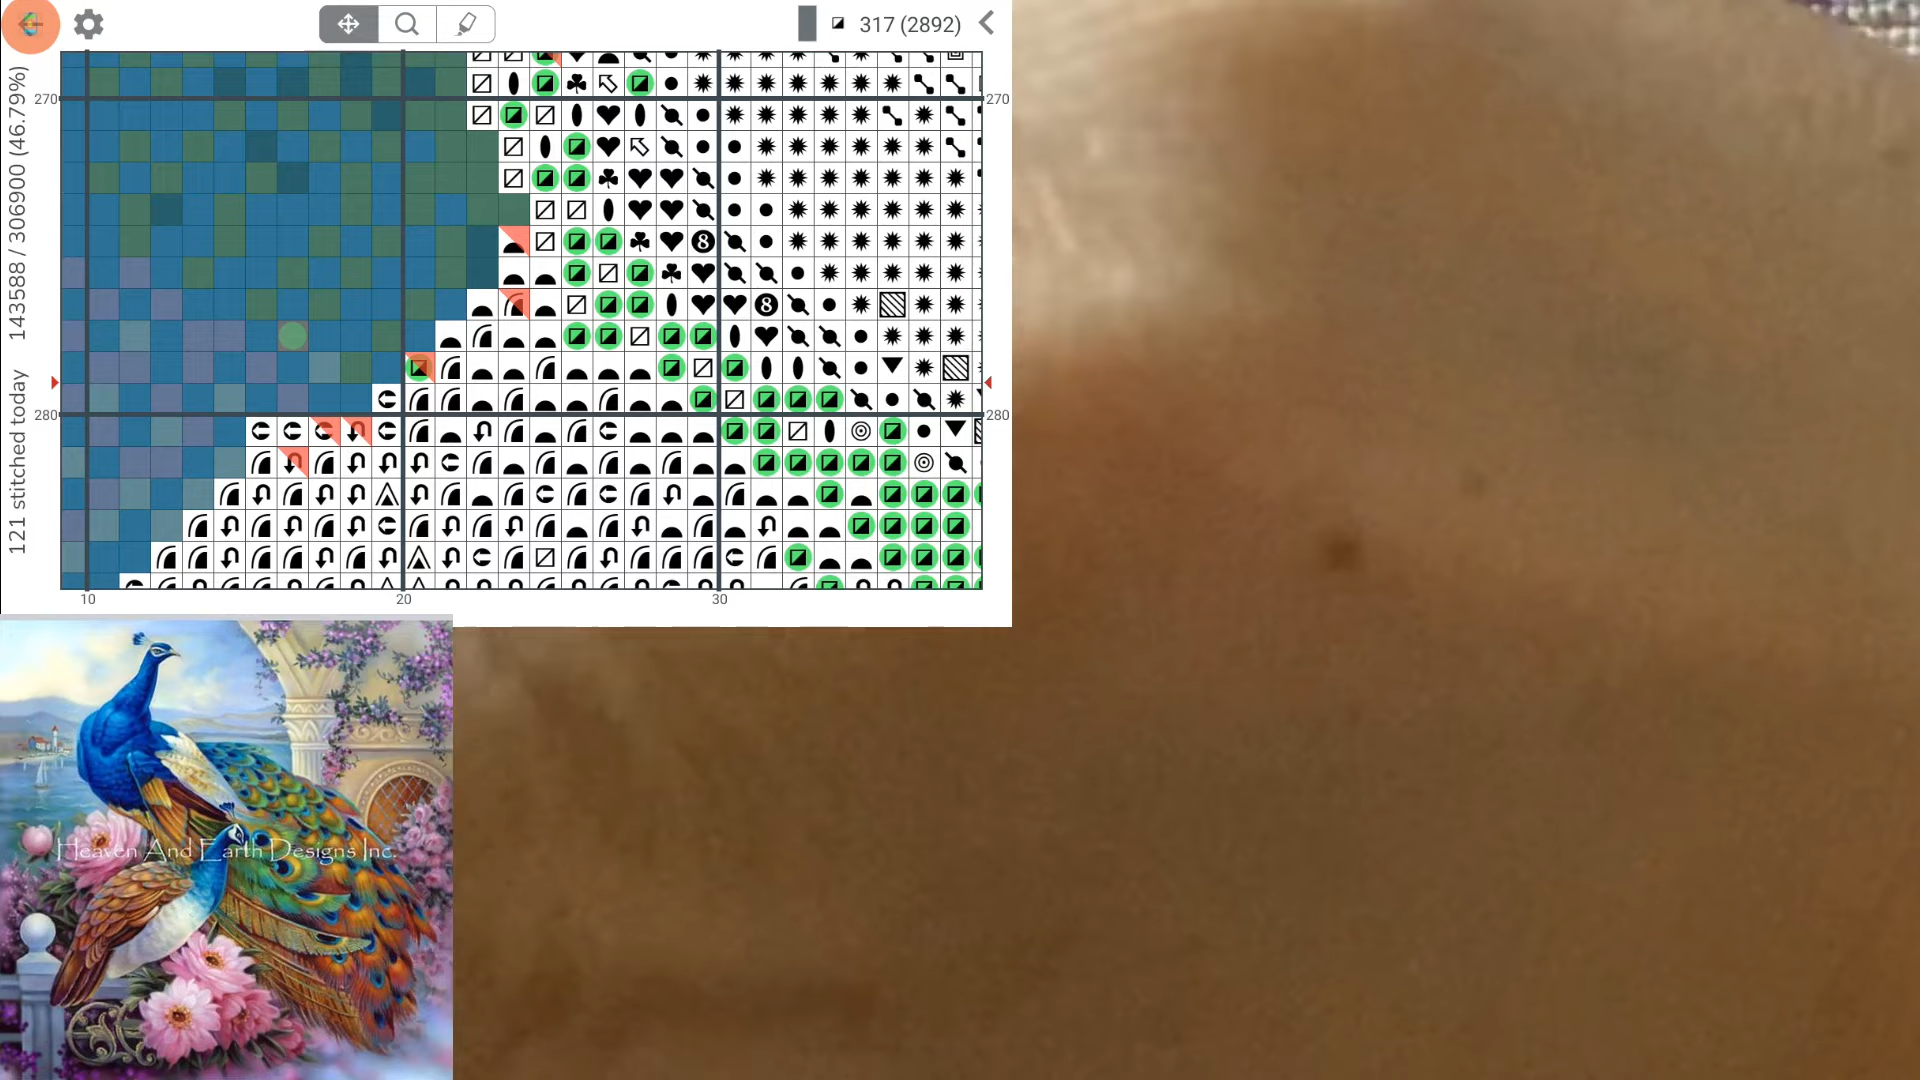 317 (2892)
121 stitched today 143588 / 306900 (46.79%)
270 270
280 280
10 20 30
Heaven And Earth Designs Inc.